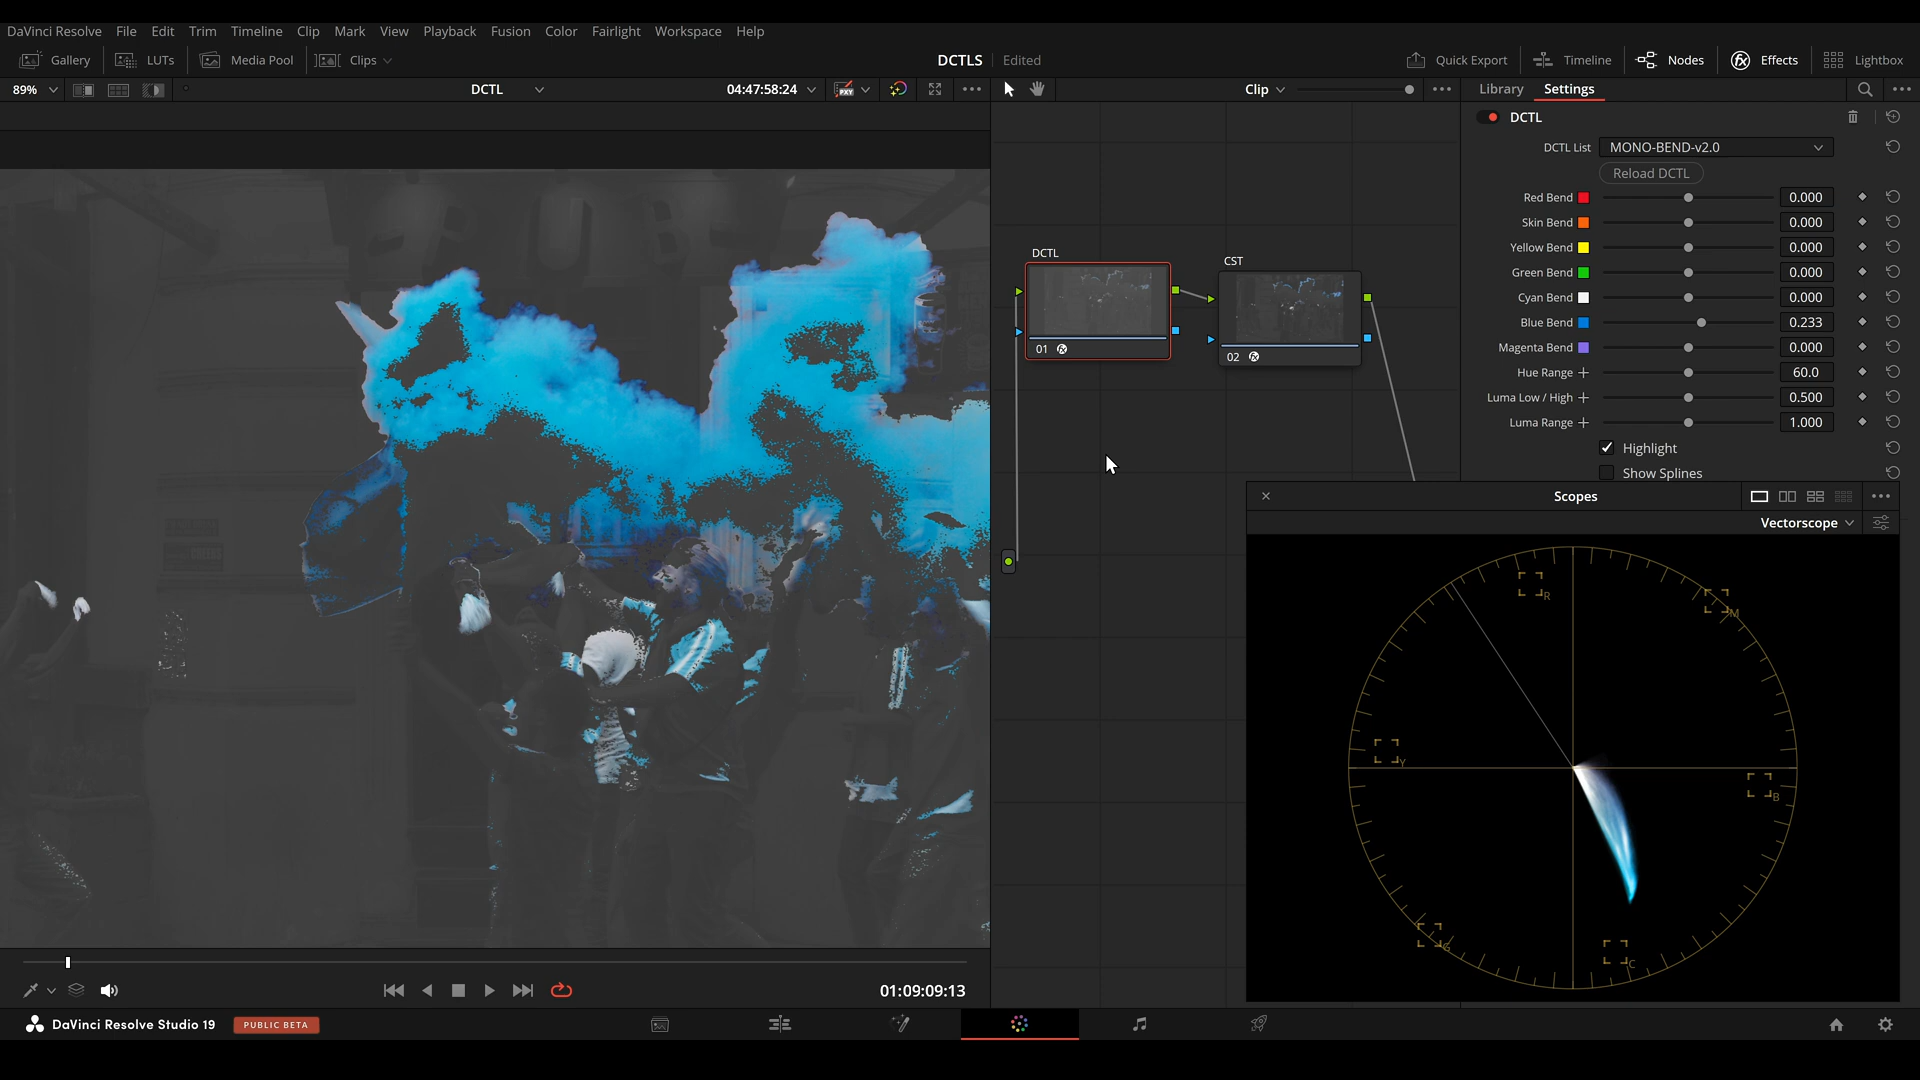 DaVinci Resolve File Edit Trim Timeline Clip Mark View Playback Fusion Color Fairlight Workspace Help
Gallery LUTs Media Pool Clips DCTLS Edited Quick Export Timeline Nodes Effects Lightbox
89% DCTL 04:47:58:24 PXY Clip Library Settings
DCTL
DCTL List MONO-BEND-v2.0
Reload DCTL
Red Bend 0.000
Skin Bend 0.000
Yellow Bend 0.000
Green Bend 0.000
Cyan Bend 0.000
Blue Bend 0.233
Magenta Bend 0.000
Hue Range 60.0
Luma Low / High 0.500
Luma Range 1.000
Highlight
Show Splines
DCTL
01
CST
02
Scopes
Vectorscope
R
M
Y
B
G
C
01:09:09:13
DaVinci Resolve Studio 19 PUBLIC BETA